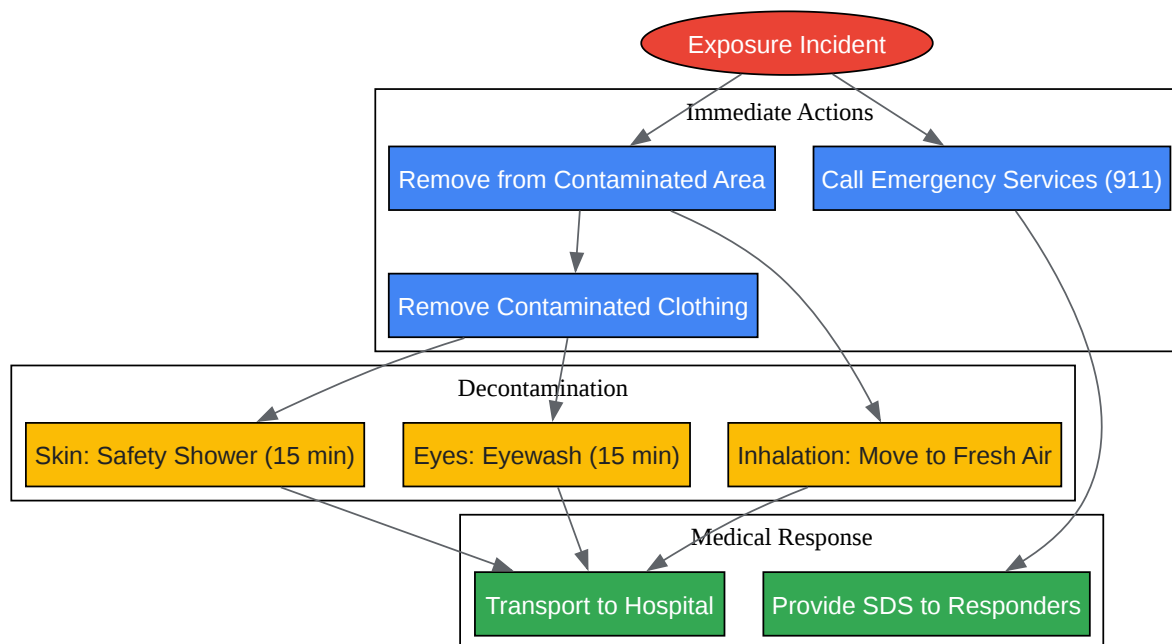 Exposure Incident
Immediate Actions
Remove from Contaminated Area
Call Emergency Services (911)
Remove Contaminated Clothing
Decontamination
Skin: Safety Shower (15 min)
Eyes: Eyewash (15 min)
Inhalation: Move to Fresh Air
Medical Response
Transport to Hospital
Provide SDS to Responders